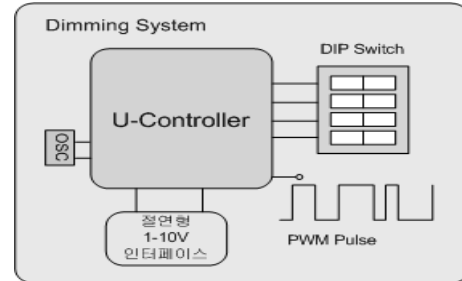 Dimming System
DIP Switch
U-Controller
OSC
절연형
1-10V
인터페이스
PWM Pulse